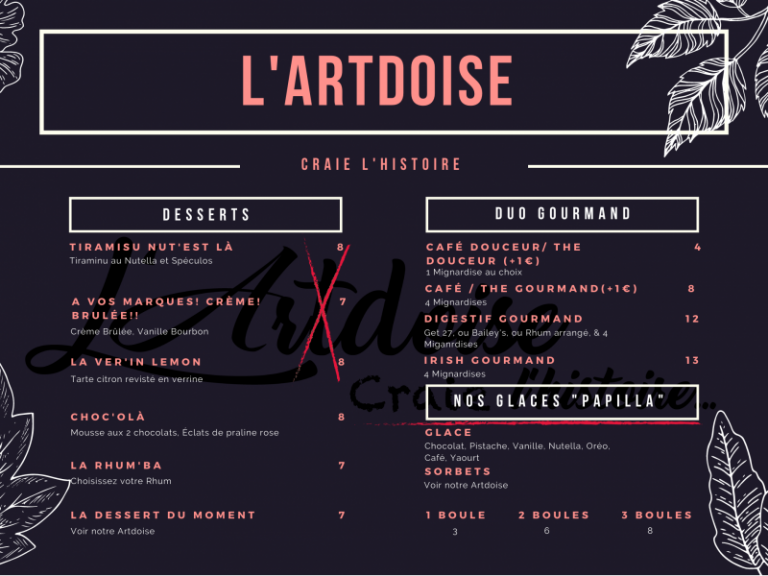 L'ARTDOISE
CRAIE L'HISTOIRE
DESSERTS
TIRAMISU NUT'EST LÀ 8
Tiraminu au Nutella et Spéculos
A VOS MARQUES! CRÈME! 7
BRULÉE!!
Crème Brûlée, Vanille Bourbon
LA VER'IN LEMON 8
Tarte citron revisté en verrine
CHOC'OLÀ 8
Mousse aux 2 chocolats, Éclats de praline rose
LA RHUM'BA 7
Choisissez votre Rhum
LA DESSERT DU MOMENT 7
Voir notre Artdoise
DUO GOURMAND
CAFÉ DOUCEUR/ THE 4
DOUCEUR (+1€)
1 Mignardise au choix
CAFÉ / THE GOURMAND(+1€) 8
4 Mignardises
DIGESTIF GOURMAND 12
Get 27, ou Bailey's, ou Rhum arrangé, & 4
Miganrdises
IRISH GOURMAND 13
4 Mignardises
NOS GLACES "PAPILLA"
GLACE
Chocolat, Pistache, Vanille, Nutella, Oréo,
Café, Yaourt
SORBETS
Voir notre Artdoise
1 BOULE 2 BOULES 3 BOULES
3 6 8
L'Artdoise
Craie l'histoire...